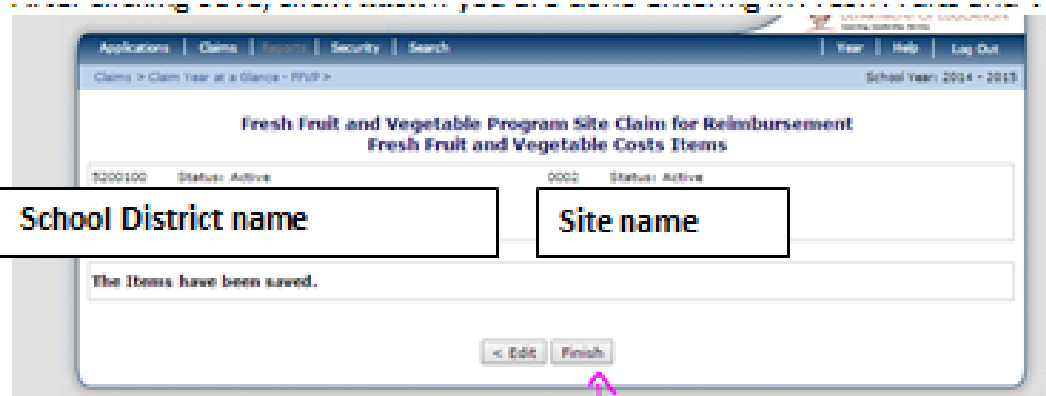 Applications | Claims | Reports | Security | Search | Year | Help | Log Out
Claims > Claim Year at a Glance - FFVP > School Year: 2014 - 2015
Fresh Fruit and Vegetable Program Site Claim for Reimbursement
Fresh Fruit and Vegetable Costs Items
5200100 Status: Active 0002 Status: Active
School District name Site name
The Items have been saved.
< Edit Finish